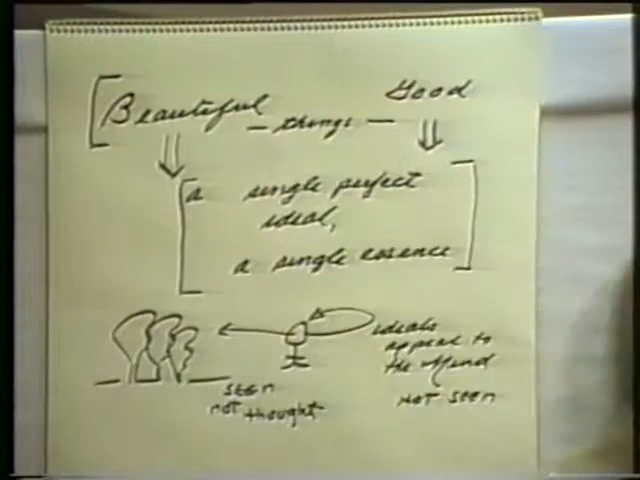 Beautiful — things — Good
a single perfect
ideal,
a single essence
ideals
appeal to
the Mind
not seen
seen
not thought